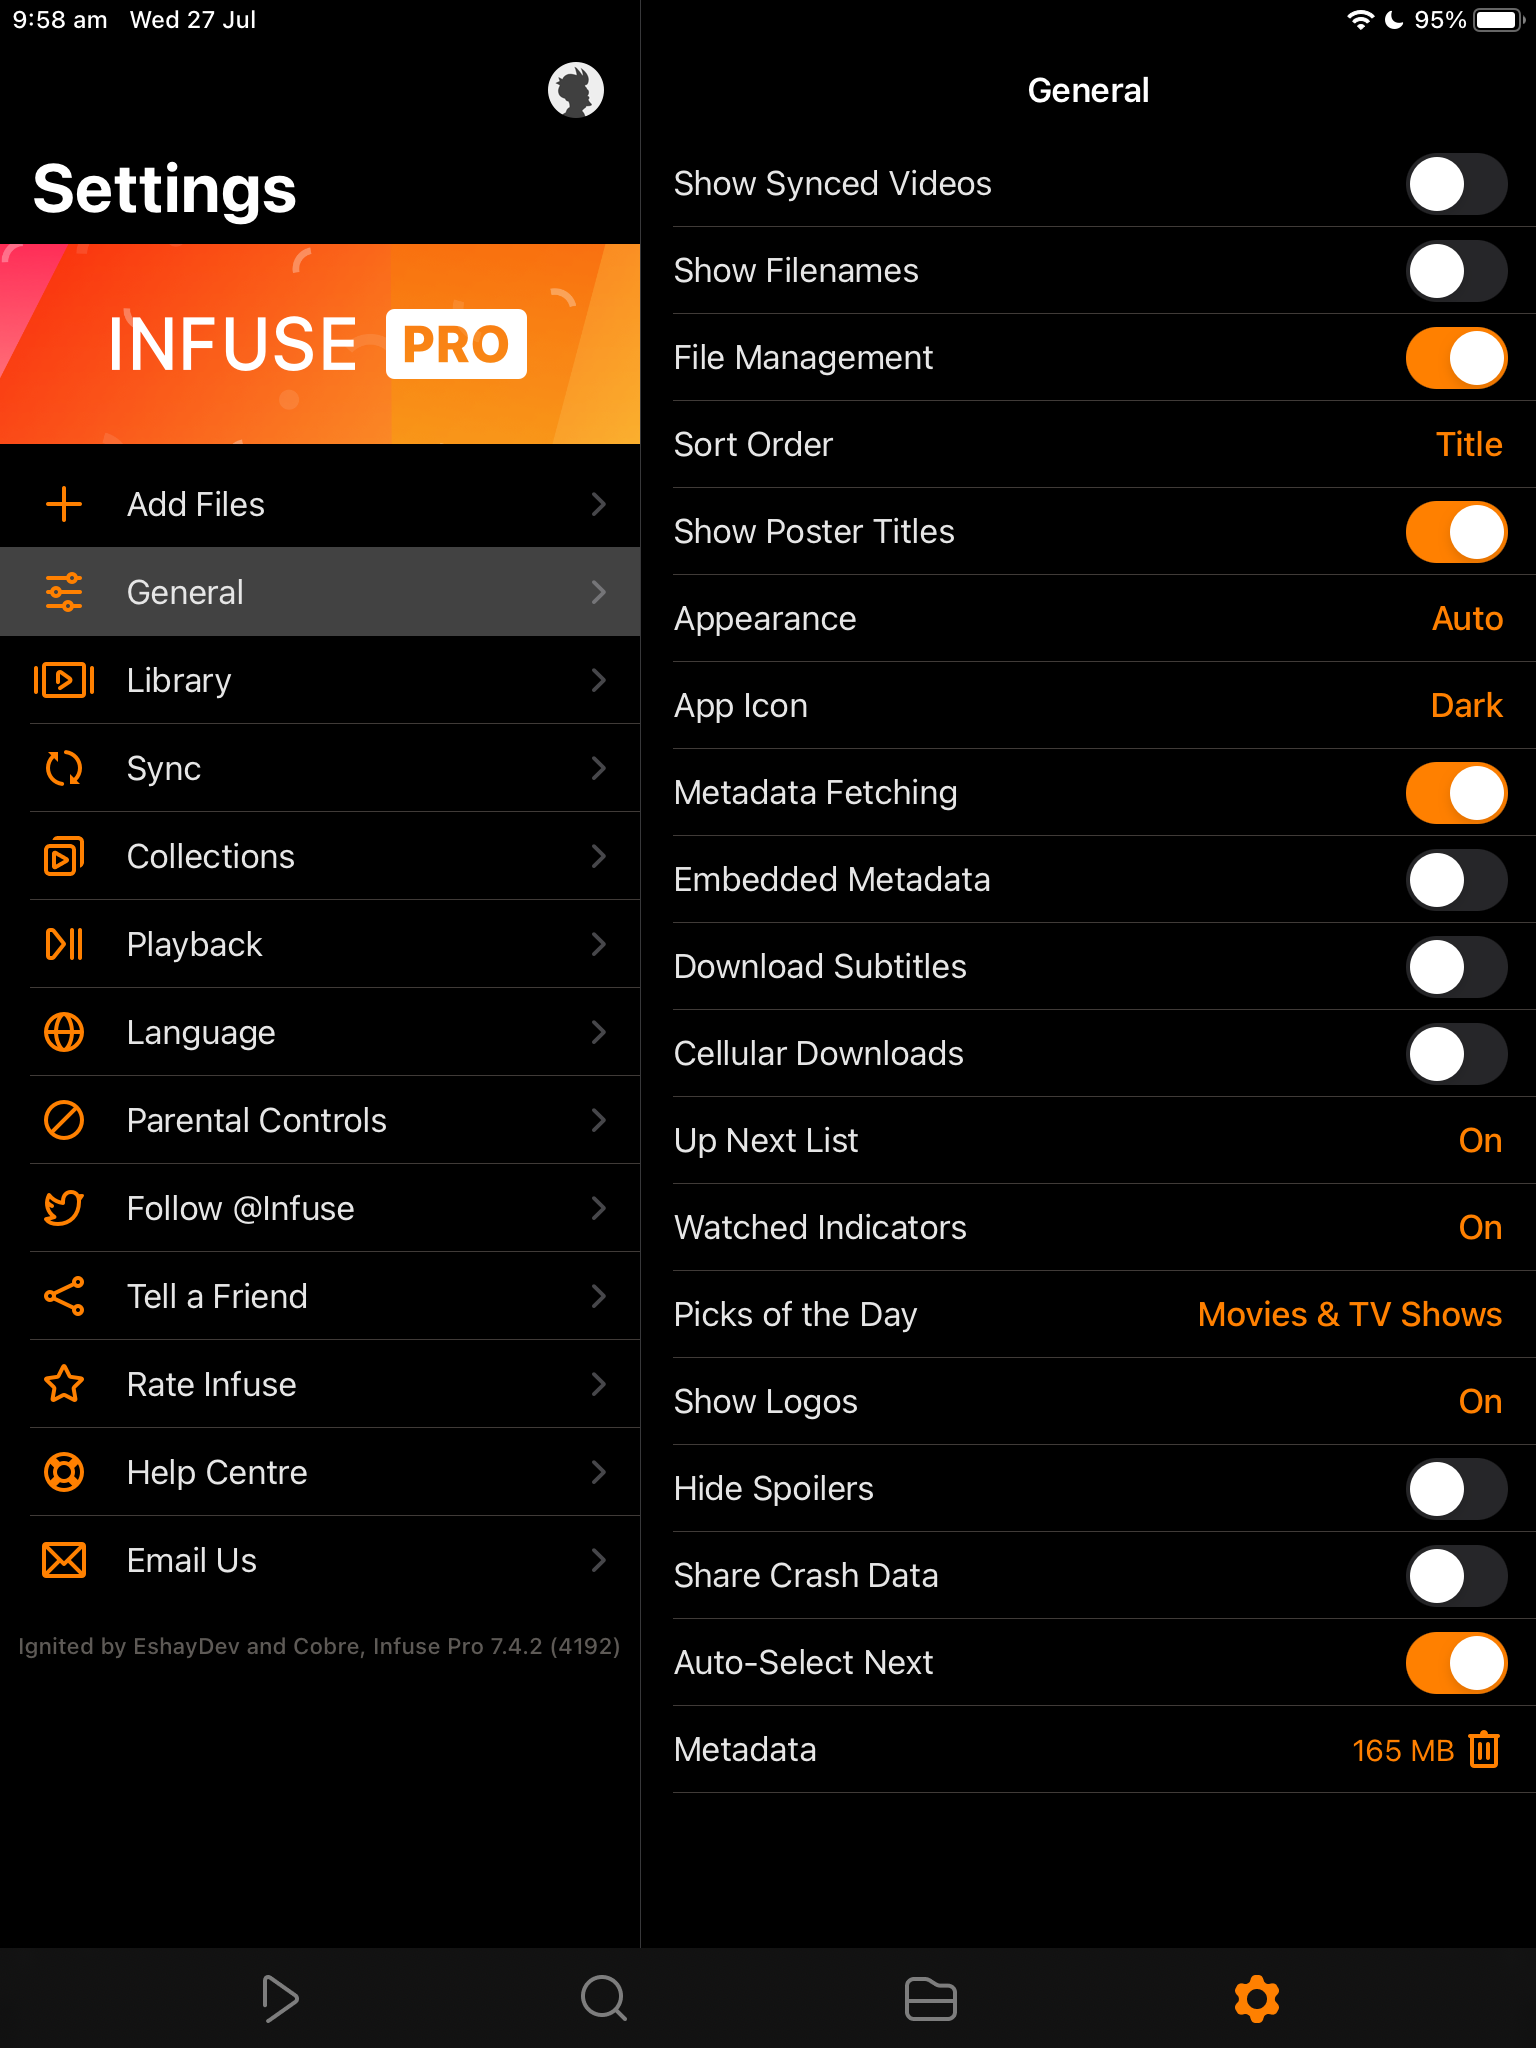 9:58 am Wed 27 Jul
95%
Settings
INFUSE PRO
Add Files
General
Library
Sync
Collections
Playback
Language
Parental Controls
Follow @Infuse
Tell a Friend
Rate Infuse
Help Centre
Email Us
Ignited by EshayDev and Cobre, Infuse Pro 7.4.2 (4192)
General
Show Synced Videos
Show Filenames
File Management
Sort Order Title
Show Poster Titles
Appearance Auto
App Icon Dark
Metadata Fetching
Embedded Metadata
Download Subtitles
Cellular Downloads
Up Next List On
Watched Indicators On
Picks of the Day Movies & TV Shows
Show Logos On
Hide Spoilers
Share Crash Data
Auto-Select Next
Metadata 165 MB